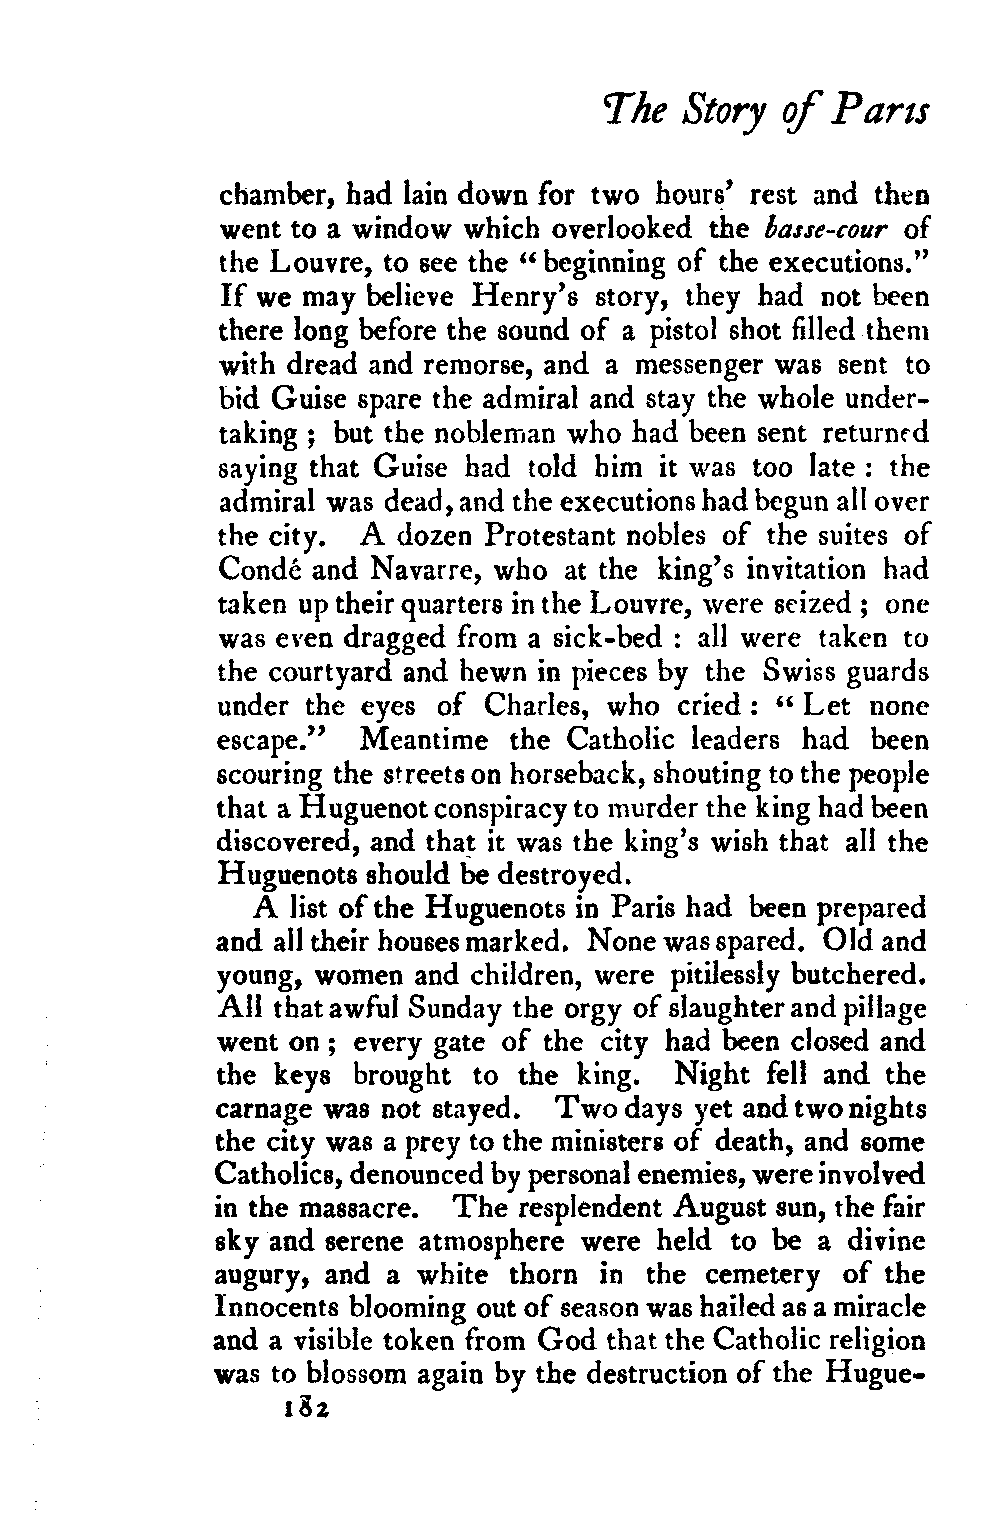 The Story of Paris
chamber, had lain down for two hours' rest and then
went to a window which overlooked the basse-cour of
the Louvre, to see the “beginning of the executions.”
If we may believe Henry's story, they had not been
there long before the sound of a pistol shot filled them
with dread and remorse, and a messenger was sent to
bid Guise spare the admiral and stay the whole under-
taking ; but the nobleman who had been sent returned
saying that Guise had told him it was too late : the
admiral was dead, and the executions had begun all over
the city. A dozen Protestant nobles of the suites of
Condé and Navarre, who at the king's invitation had
taken up their quarters in the Louvre, were seized ; one
was even dragged from a sick-bed : all were taken to
the courtyard and hewn in pieces by the Swiss guards
under the eyes of Charles, who cried : “Let none
escape.” Meantime the Catholic leaders had been
scouring the streets on horseback, shouting to the people
that a Huguenot conspiracy to murder the king had been
discovered, and that it was the king's wish that all the
Huguenots should be destroyed.
A list of the Huguenots in Paris had been prepared
and all their houses marked. None was spared. Old and
young, women and children, were pitilessly butchered.
All that awful Sunday the orgy of slaughter and pillage
went on ; every gate of the city had been closed and
the keys brought to the king. Night fell and the
carnage was not stayed. Two days yet and two nights
the city was a prey to the ministers of death, and some
Catholics, denounced by personal enemies, were involved
in the massacre. The resplendent August sun, the fair
sky and serene atmosphere were held to be a divine
augury, and a white thorn in the cemetery of the
Innocents blooming out of season was hailed as a miracle
and a visible token from God that the Catholic religion
was to blossom again by the destruction of the Hugue-
182